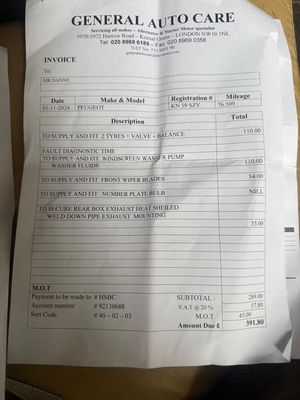 GENERAL AUTO CARE
Servicing all makes – Alternator & Starter Motor specialist
1070/1072 Harrow Road – Kensal Green – LONDON NW10 5NL
Tel: 020 8969 6189 – Fax: 020 8969 0358
VAT No:
INVOICE
To:
MR DANNY
Date Make & Model Registration # Mileage
05-11-2024 PEUGEOT KN 59 SZY 76,509
Description Total
TO SUPPLY AND FIT 2 TYRES + VALVE + BALANCE 110.00
FAULT DIAGNOSTIC TIME
TO SUPPLY AND FIT WINDSCREEN WASHER PUMP 110.00
WASHER FLUIDS
TO SUPPLY AND FIT FRONT WIPER BLADES 34.00
TO SUPPLY AND FIT NUMBER PLATE BULB NILL
TO SECURE REAR BOX EXHAUST HEAT SHEILED
WELD DOWN PIPE EXHAUST MOUNTING 35.00
M.O.T
Payment to be made to # HSBC SUBTOTAL : 289.00
Account number # 92130688 V.A.T @ 20 % 57.80
Sort Code # 40 – 02 – 03 M.O.T 45.00
Amount Due £ 391.80